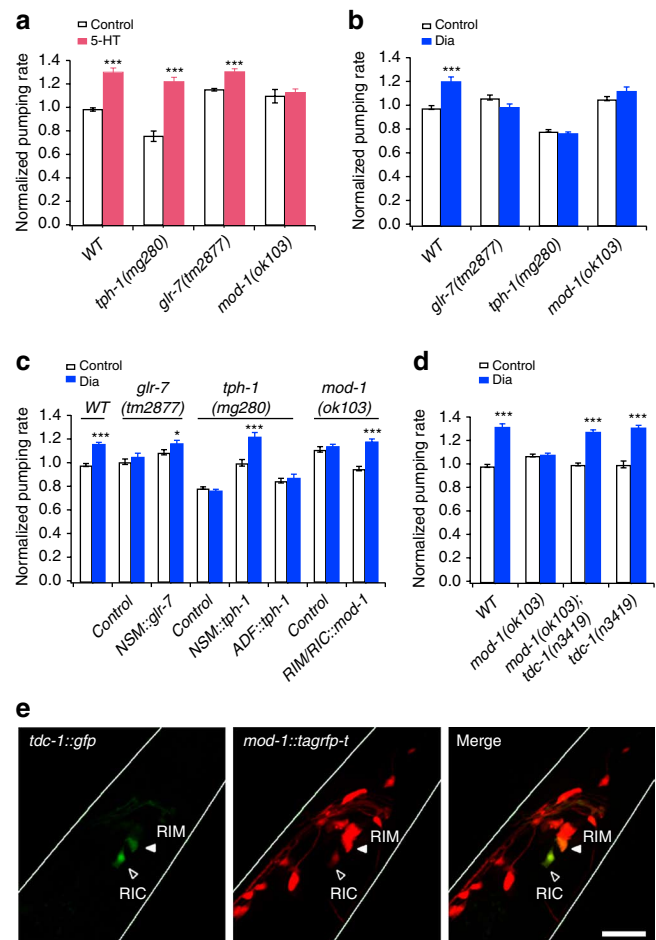 a
Control
5-HT
Normalized pumping rate
1.4
1.2
1.0
0.8
0.6
0.4
0.2
0.0
***
***
***
WT
tph-1(mg280)
glr-7(tm2877)
mod-1(ok103)
b
Control
Dia
Normalized pumping rate
1.4
1.2
1.0
0.8
0.6
0.4
0.2
0.0
***
WT
glr-7(tm2877)
tph-1(mg280)
mod-1(ok103)
c
Control
Dia
WT
glr-7
(tm2877)
tph-1
(mg280)
mod-1
(ok103)
Normalized pumping rate
1.4
1.2
1.0
0.8
0.6
0.4
0.2
0.0
***
*
***
***
Control
NSM::glr-7
Control
NSM::tph-1
ADF::tph-1
Control
RIM/RIC::mod-1
d
Control
Dia
Normalized pumping rate
1.4
1.2
1.0
0.8
0.6
0.4
0.2
0.0
***
***
***
WT
mod-1(ok103)
mod-1(ok103);
tdc-1(n3419)
tdc-1(n3419)
e
tdc-1::gfp
RIM
RIC
mod-1::tagrfp-t
RIM
RIC
Merge
RIM
RIC